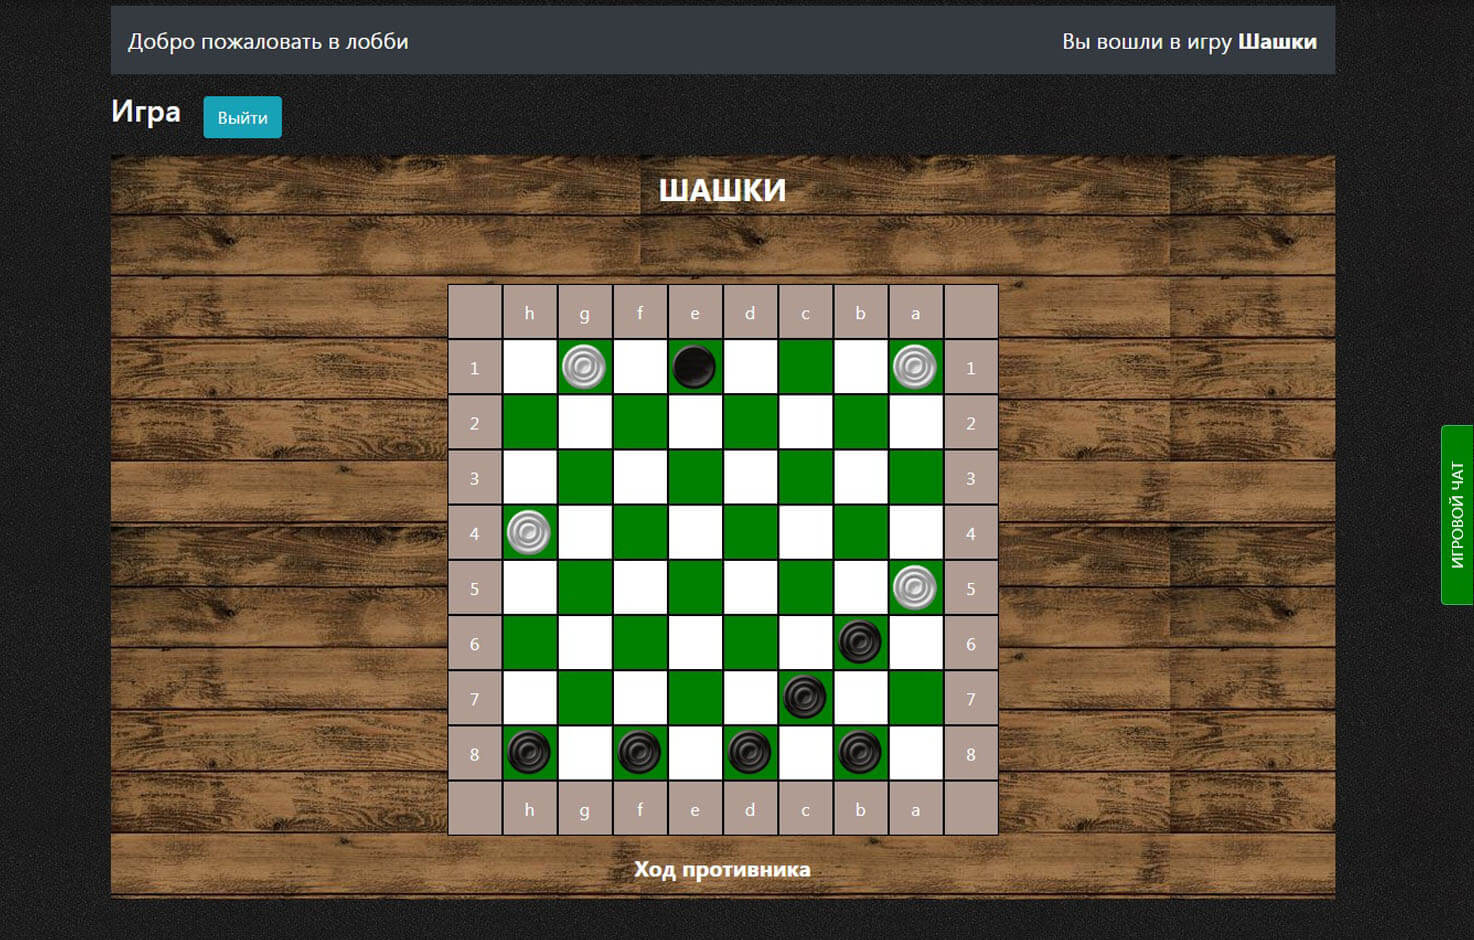 Добро пожаловать в лобби
Вы вошли в игру Шашки
Игра
Выйти
ШАШКИ
h g f e d c b a
1 1
2 2
3 3
4 4
5 5
6 6
7 7
8 8
h g f e d c b a
Ход противника
ИГРОВОЙ ЧАТ